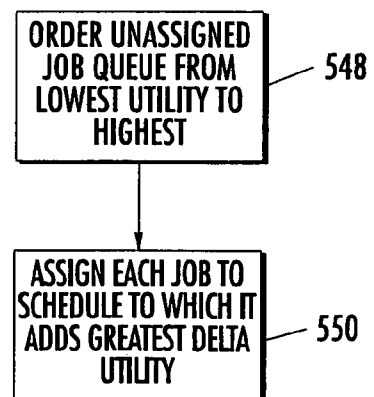 ORDER UNASSIGNED
JOB QUEUE FROM
LOWEST UTILITY TO
HIGHEST
548
ASSIGN EACH JOB TO
SCHEDULE TO WHICH IT
ADDS GREATEST DELTA
UTILITY
550